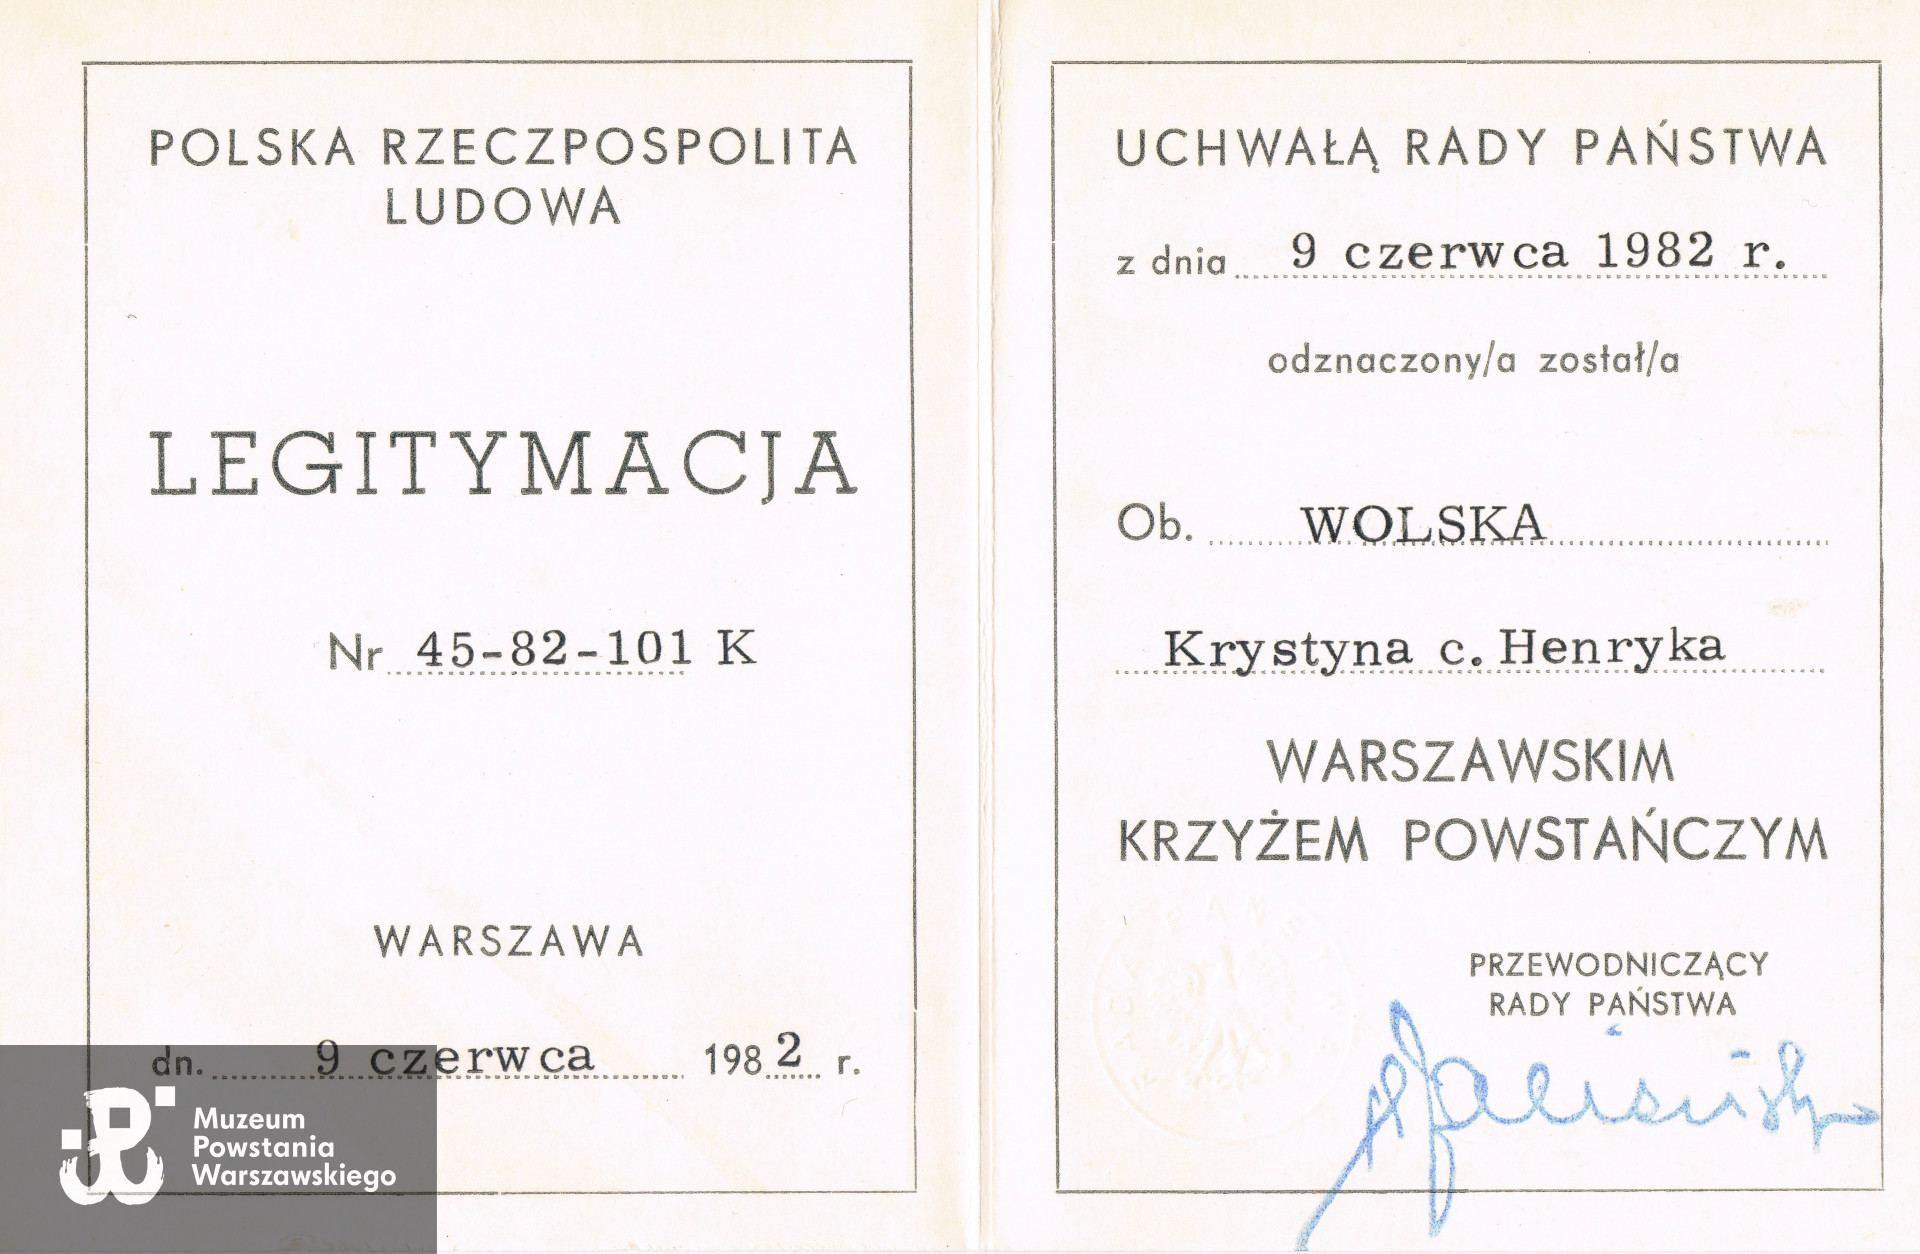 POLSKA RZECZPOSPOLITA
LUDOWA
LEGITYMACJA
Nr 45-82-101 K
WARSZAWA
dn. 9 czerwca 1982 r.
Muzeum
Powstania
Warszawskiego
UCHWAŁĄ RADY PAŃSTWA
z dnia 9 czerwca 1982 r.
odznaczony/a został/a
Ob. WOLSKA
Krystyna c. Henryka
WARSZAWSKIM
KRZYŻEM POWSTAŃCZYM
PRZEWODNICZĄCY
RADY PAŃSTWA